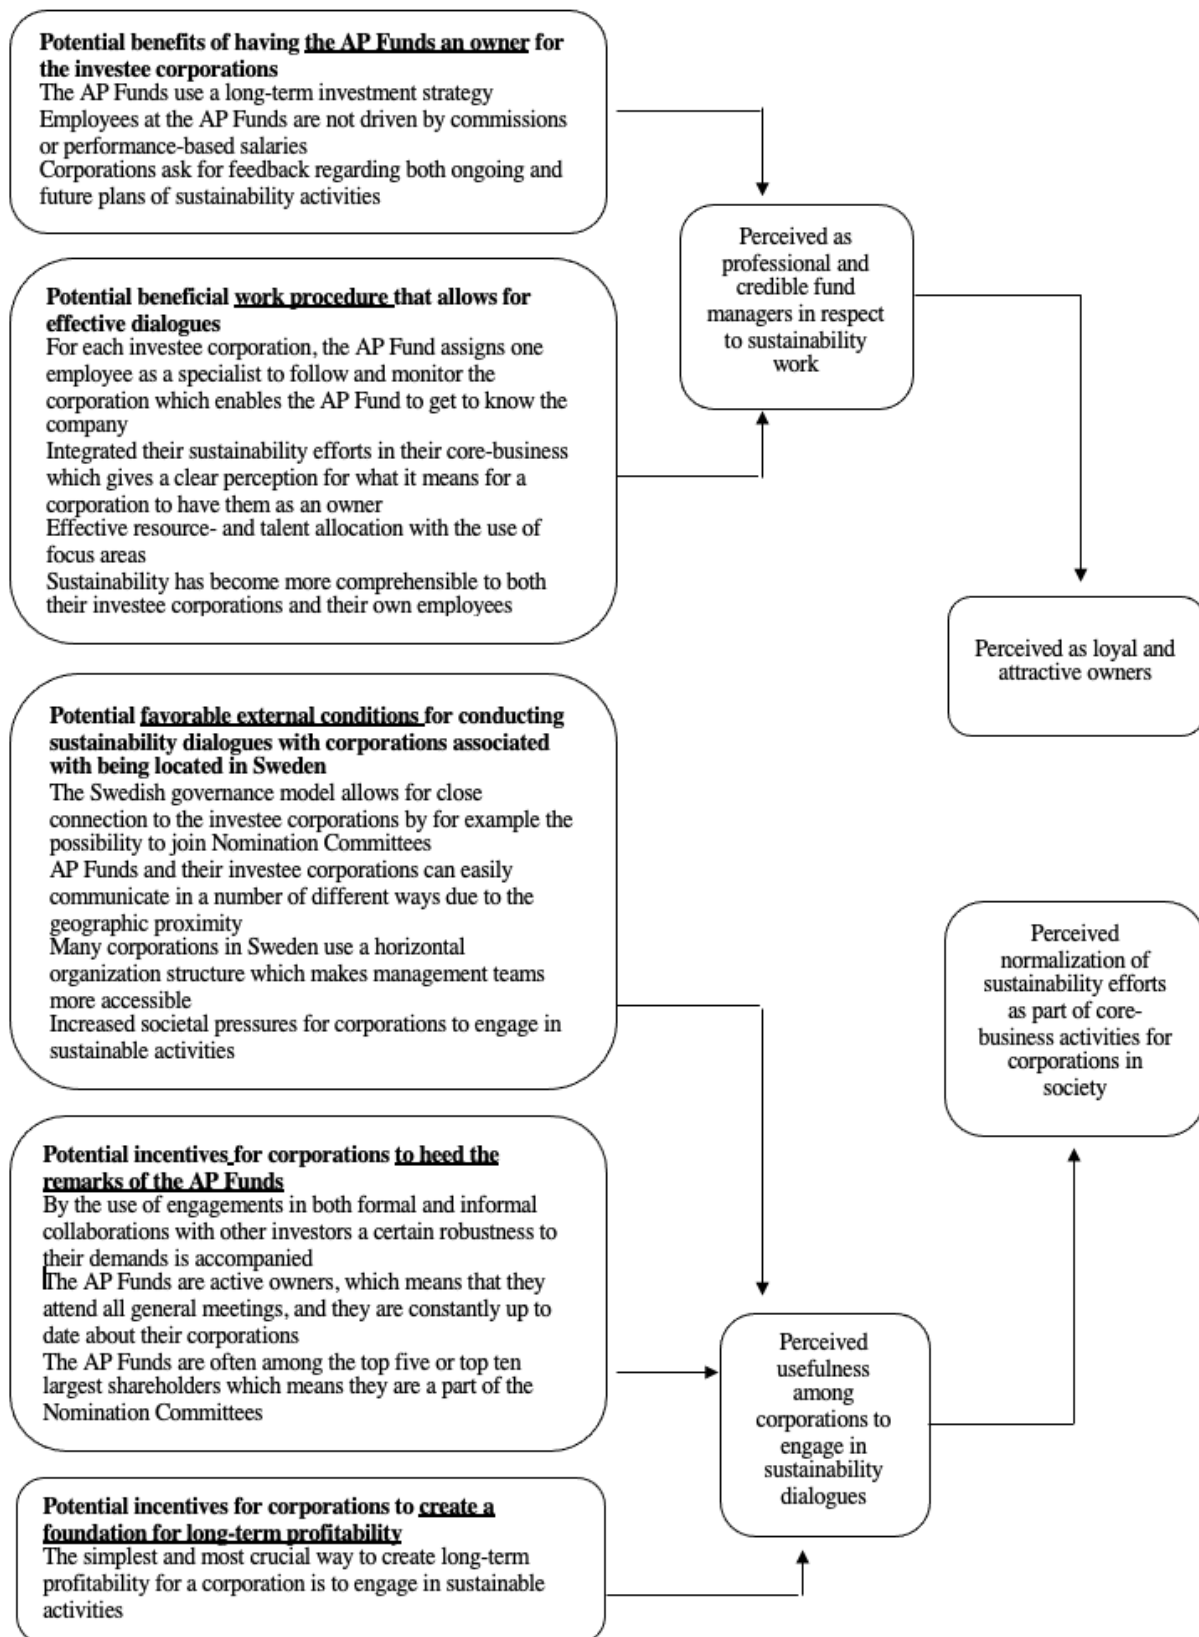 Potential benefits of having the AP Funds an owner for
the investee corporations
The AP Funds use a long-term investment strategy
Employees at the AP Funds are not driven by commissions
or performance-based salaries
Corporations ask for feedback regarding both ongoing and
future plans of sustainability activities
Perceived as
professional and
credible fund
managers in respect
to sustainability
work
Potential beneficial work procedure that allows for
effective dialogues
For each investee corporation, the AP Fund assigns one
employee as a specialist to follow and monitor the
corporation which enables the AP Fund to get to know the
company
Integrated their sustainability efforts in their core-business
which gives a clear perception for what it means for a
corporation to have them as an owner
Effective resource- and talent allocation with the use of
focus areas
Sustainability has become more comprehensible to both
their investee corporations and their own employees
Perceived as loyal and
attractive owners
Potential favorable external conditions for conducting
sustainability dialogues with corporations associated
with being located in Sweden
The Swedish governance model allows for close
connection to the investee corporations by for example the
possibility to join Nomination Committees
AP Funds and their investee corporations can easily
communicate in a number of different ways due to the
geographic proximity
Many corporations in Sweden use a horizontal
organization structure which makes management teams
more accessible
Increased societal pressures for corporations to engage in
sustainable activities
Perceived
normalization of
sustainability efforts
as part of core-
business activities for
corporations in
society
Potential incentives for corporations to heed the
remarks of the AP Funds
By the use of engagements in both formal and informal
collaborations with other investors a certain robustness to
their demands is accompanied
The AP Funds are active owners, which means that they
attend all general meetings, and they are constantly up to
date about their corporations
The AP Funds are often among the top five or top ten
largest shareholders which means they are a part of the
Nomination Committees
Perceived
usefulness
among
corporations to
engage in
sustainability
dialogues
Potential incentives for corporations to create a
foundation for long-term profitability
The simplest and most crucial way to create long-term
profitability for a corporation is to engage in sustainable
activities